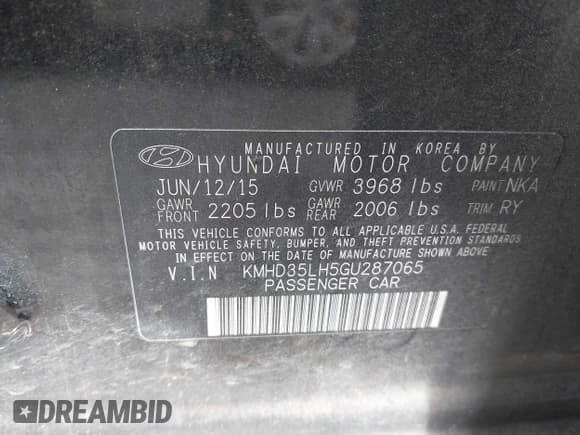 MANUFACTURED IN KOREA BY
HYUNDAI MOTOR COMPANY
JUN/12/15 GVWR 3968 lbs PAINT NKA
GAWR FRONT 2205 lbs GAWR REAR 2006 lbs TRIM RY
THIS VEHICLE CONFORMS TO ALL APPLICABLE U.S.A. FEDERAL
MOTOR VEHICLE SAFETY, BUMPER, AND THEFT PREVENTION STANDARDS
IN EFFECT ON THE DATE OF MANUFACTURE SHOWN ABOVE
V.I.N KMHD35LH5GU287065
PASSENGER CAR
DREAMBID